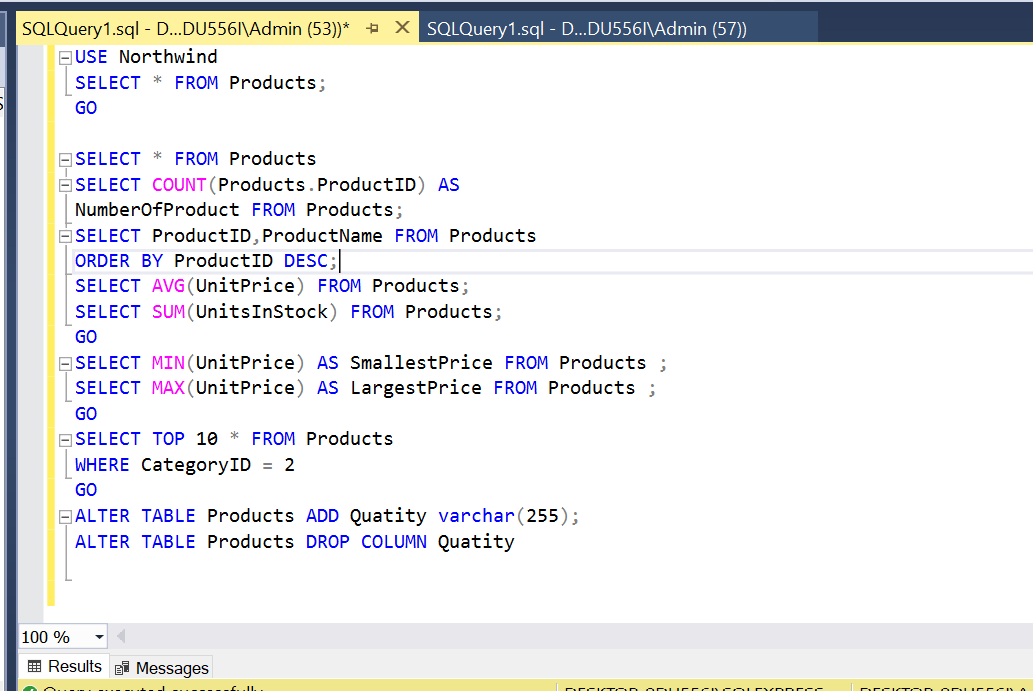 SQLQuery1.sql - D...DU556I\Admin (53))* SQLQuery1.sql - D...DU556I\Admin (57))
USE Northwind
SELECT * FROM Products;
GO
SELECT * FROM Products
SELECT COUNT(Products.ProductID) AS
NumberOfProduct FROM Products;
SELECT ProductID,ProductName FROM Products
ORDER BY ProductID DESC;
SELECT AVG(UnitPrice) FROM Products;
SELECT SUM(UnitsInStock) FROM Products;
GO
SELECT MIN(UnitPrice) AS SmallestPrice FROM Products ;
SELECT MAX(UnitPrice) AS LargestPrice FROM Products ;
GO
SELECT TOP 10 * FROM Products
WHERE CategoryID = 2
GO
ALTER TABLE Products ADD Quatity varchar(255);
ALTER TABLE Products DROP COLUMN Quatity
100 %
Results Messages
Query executed successfully